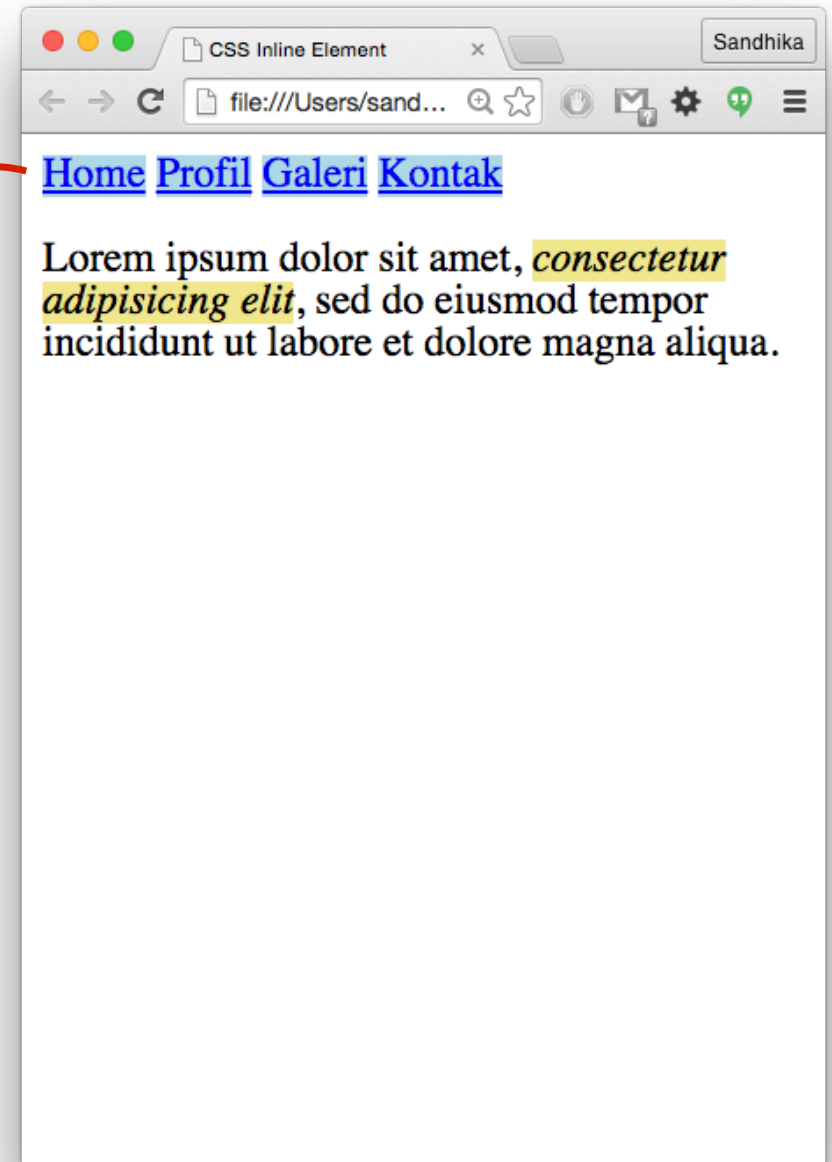 CSS Inline Element
Sandhika
file:///Users/sand...
?
Home Profil Galeri Kontak
Lorem ipsum dolor sit amet, consectetur
adipisicing elit, sed do eiusmod tempor
incididunt ut labore et dolore magna aliqua.